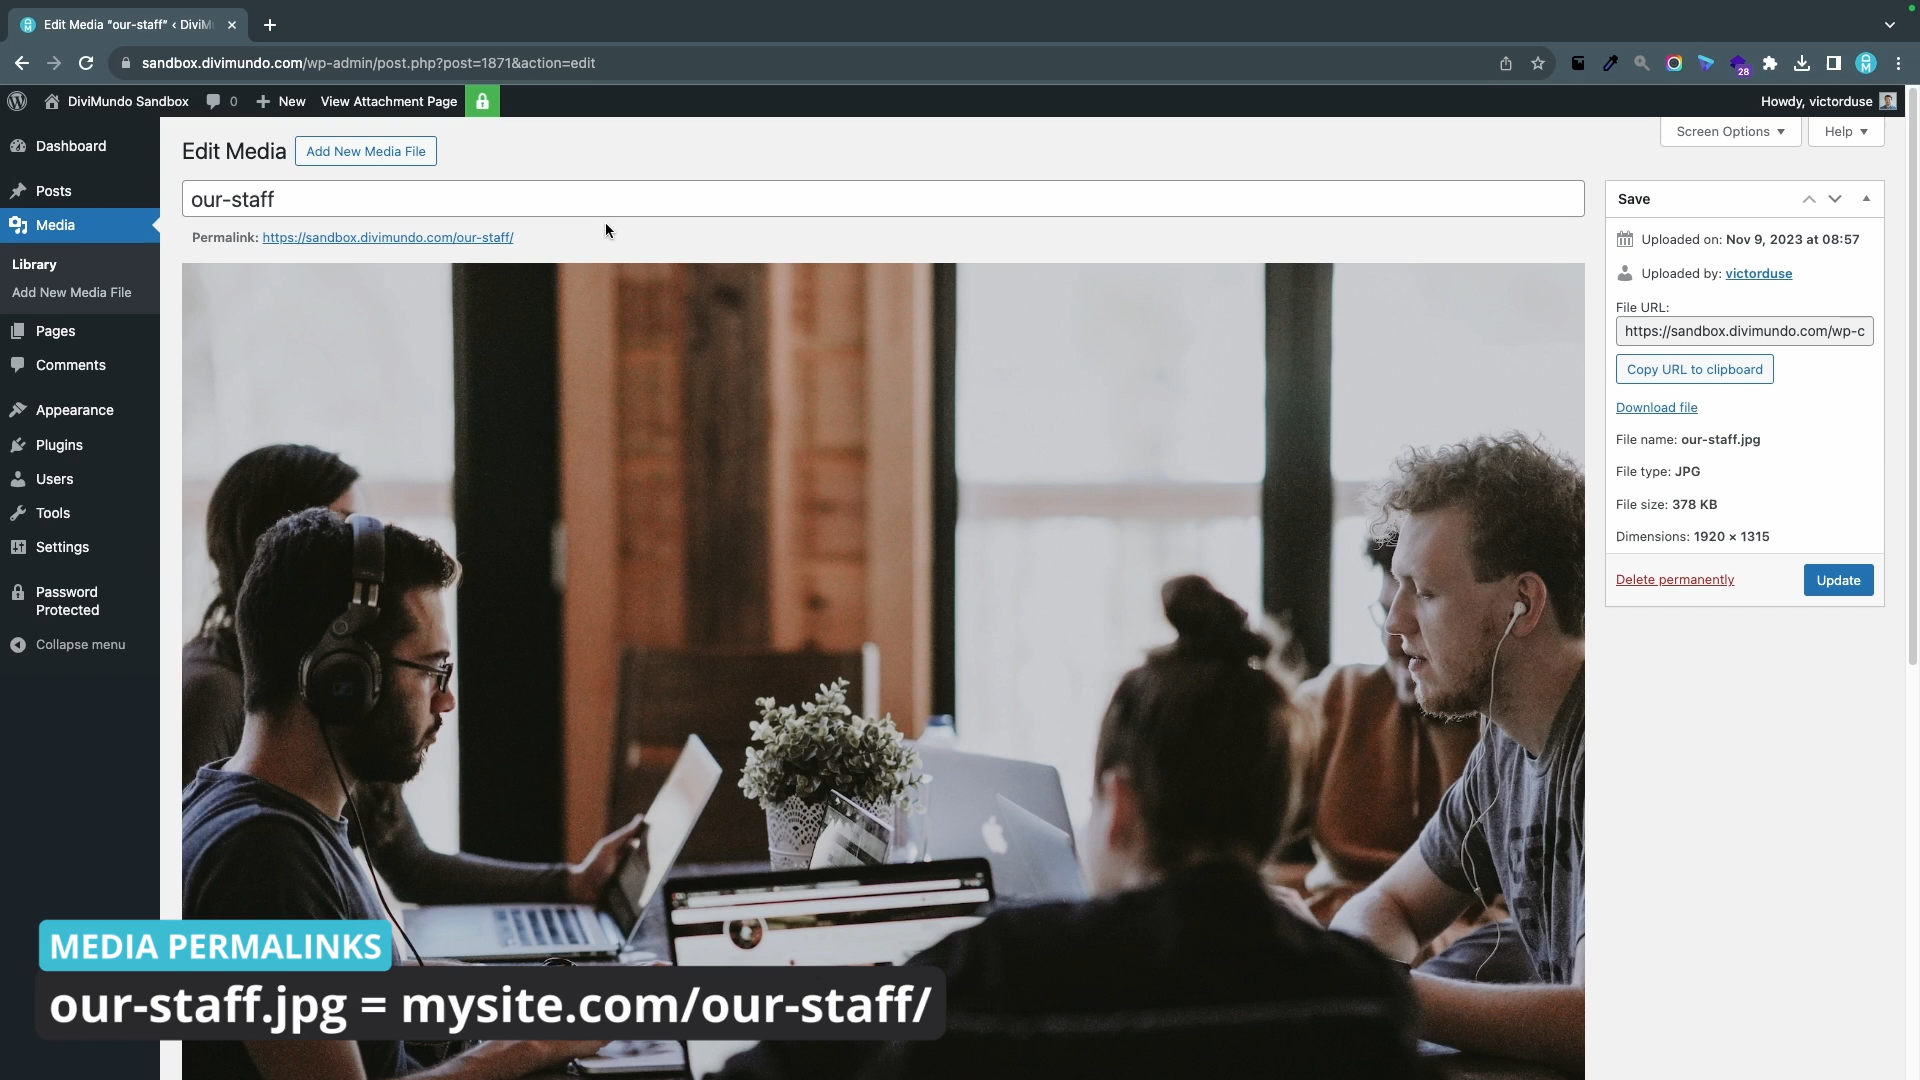 Edit Media “our-staff” ‹ DiviM
sandbox.divimundo.com/wp-admin/post.php?post=1871&action=edit
28
DiviMundo Sandbox
0
New
View Attachment Page
Howdy, victorduse
Screen Options
Help
Dashboard
Posts
Media
Library
Add New Media File
Pages
Comments
Appearance
Plugins
Users
Tools
Settings
Password
Protected
Collapse menu
Edit Media
Add New Media File
our-staff
Permalink: https://sandbox.divimundo.com/our-staff/
Save
Uploaded on: Nov 9, 2023 at 08:57
Uploaded by: victorduse
File URL:
https://sandbox.divimundo.com/wp-c
Copy URL to clipboard
Download file
File name: our-staff.jpg
File type: JPG
File size: 378 KB
Dimensions: 1920 × 1315
Delete permanently
Update
MEDIA PERMALINKS
our-staff.jpg = mysite.com/our-staff/